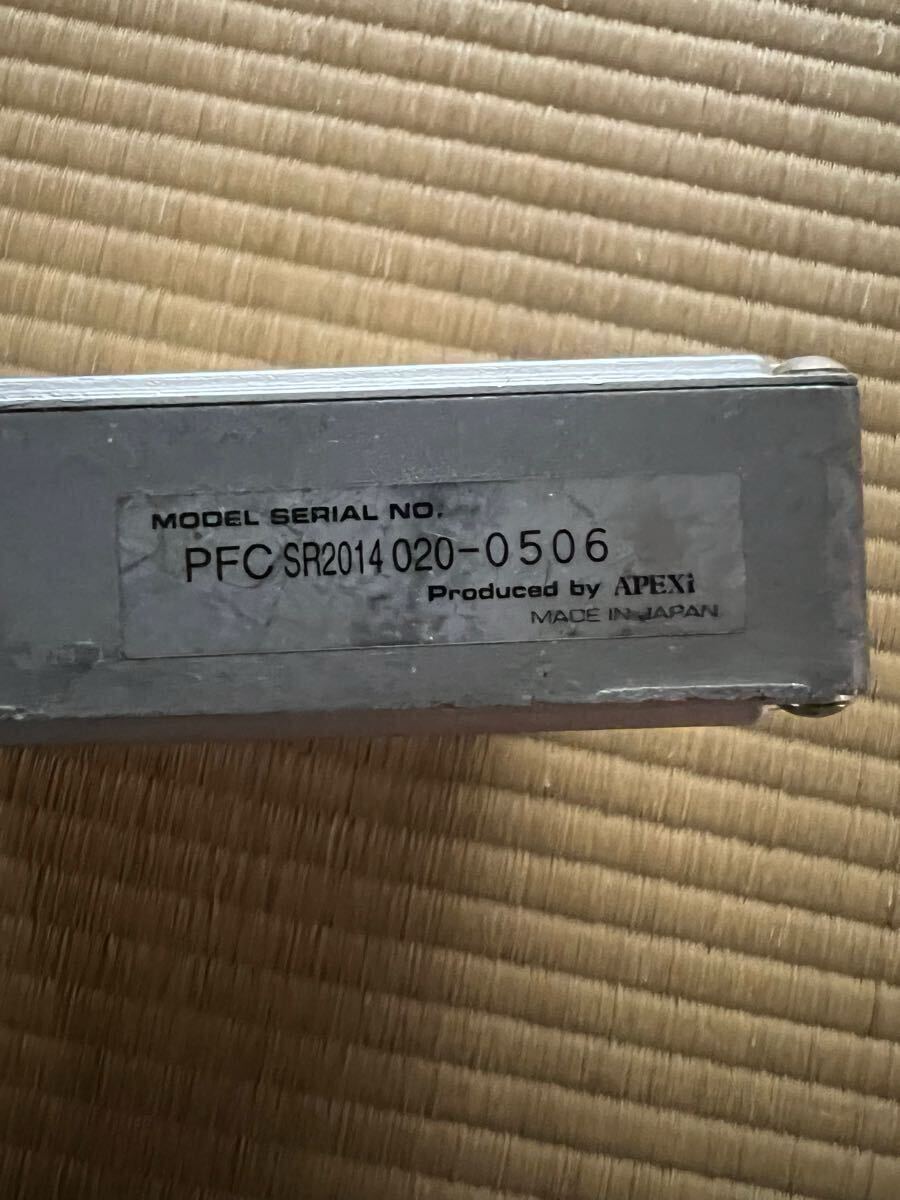 MODEL SERIAL NO.
PFC SR2014 020-0506
Produced by APEXi
MADE IN JAPAN